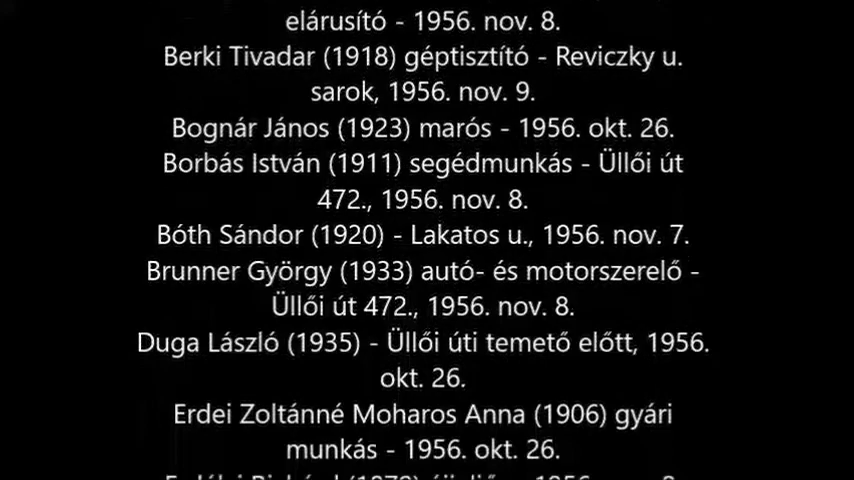 elárusító - 1956. nov. 8.
Berki Tivadar (1918) géptisztító - Reviczky u.
sarok, 1956. nov. 9.
Bognár János (1923) marós - 1956. okt. 26.
Borbás István (1911) segédmunkás - Üllői út
472., 1956. nov. 8.
Bóth Sándor (1920) - Lakatos u., 1956. nov. 7.
Brunner György (1933) autó- és motorszerelő -
Üllői út 472., 1956. nov. 8.
Duga László (1935) - Üllői úti temető előtt, 1956.
okt. 26.
Erdei Zoltánné Moharos Anna (1906) gyári
munkás - 1956. okt. 26.